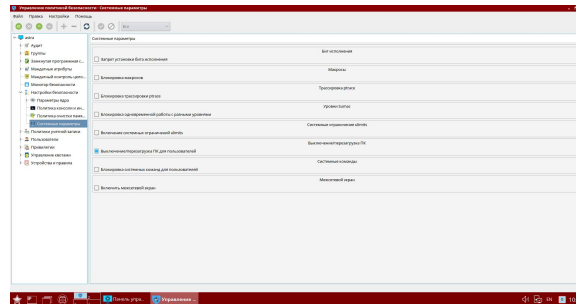 Управление политикой безопасности - Системные параметры
Файл Правка Настройки Помощь
Все
astra
Аудит
Группы
Замкнутая программная с...
Мандатные атрибуты
Мандатный контроль цело...
Монитор безопасности
Настройки безопасности
Параметры ядра
Политика консоли и ин...
Политика очистки памя...
Системные параметры
Политики учетной записи
Пользователи
Привилегии
Управление квотами
Устройства и правила
Системные параметры
Бит исполнения
Запрет установки бита исполнения
Макросы
Блокировка макросов
Трассировка ptrace
Блокировка трассировки ptrace
Уровни sumac
Блокировка одновременной работы с разными уровнями
Системные ограничения ulimits
Включение системных ограничений ulimits
Выключение/перезагрузка ПК
Выключение/перезагрузка ПК для пользователей
Системные команды
Блокировка системных команд для пользователей
Межсетевой экран
Включить межсетевой экран
Панель упра...
Управление ...
EN
10